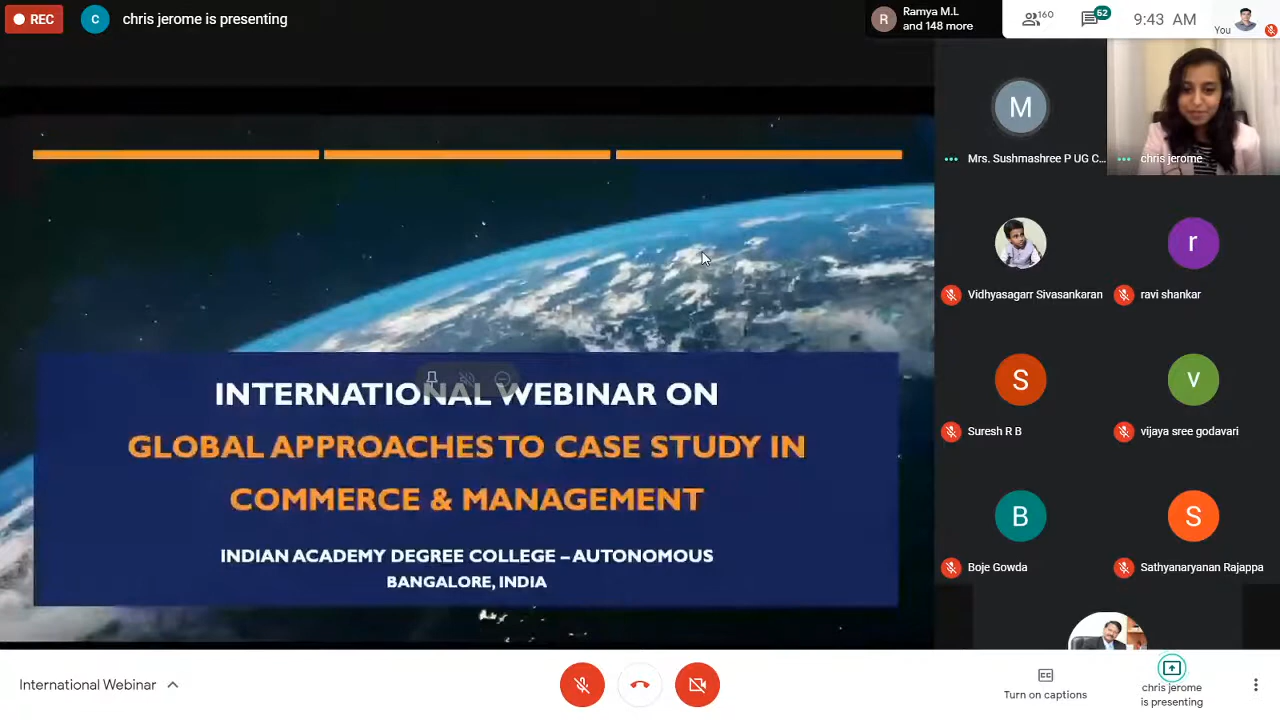 REC
C
chris jerome is presenting
R
Ramya M.L
and 148 more
160
52
9:43 AM
You
M
Mrs. Sushmashree P UG C...
chris jerome
Vidhyasagarr Sivasankaran
r
ravi shankar
S
Suresh R B
v
vijaya sree godavari
B
Boje Gowda
S
Sathyanaryanan Rajappa
INTERNATIONAL WEBINAR ON
GLOBAL APPROACHES TO CASE STUDY IN
COMMERCE & MANAGEMENT
INDIAN ACADEMY DEGREE COLLEGE – AUTONOMOUS
BANGALORE, INDIA
International Webinar
CC
Turn on captions
chris jerome
is presenting